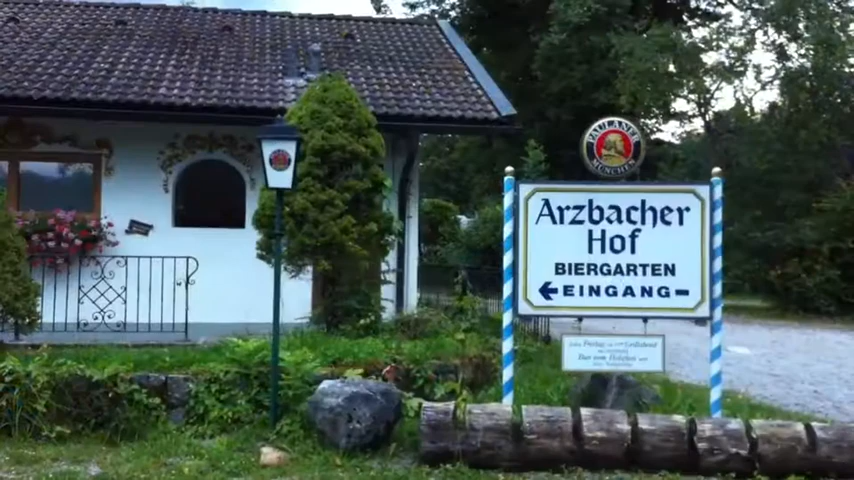 PAULANER
MÜNCHEN
Arzbacher
Hof
BIERGARTEN
EINGANG